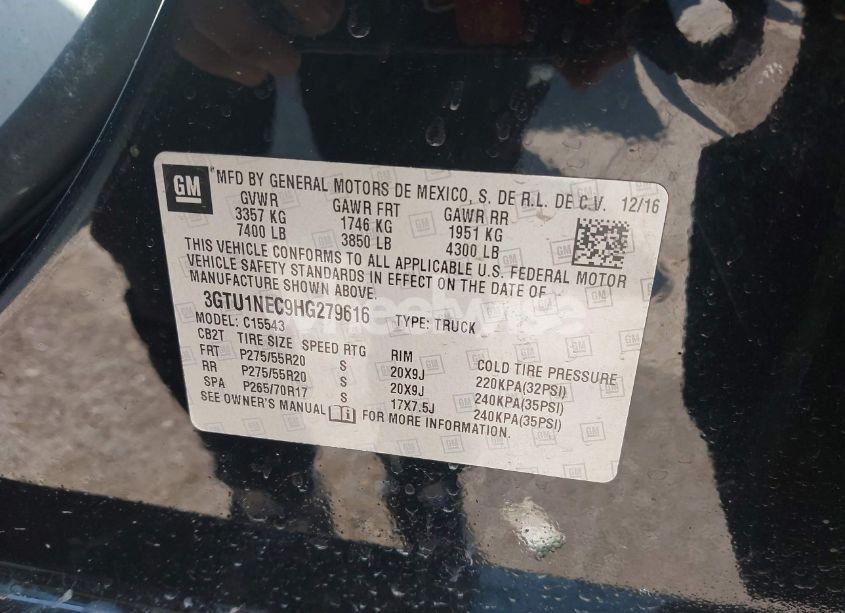 GM
MFD BY GENERAL MOTORS DE MEXICO, S. DE R.L. DE C.V. 12/16
GVWR GAWR FRT GAWR RR
3357 KG 1746 KG 1951 KG
7400 LB 3850 LB 4300 LB
THIS VEHICLE CONFORMS TO ALL APPLICABLE U.S. FEDERAL MOTOR
VEHICLE SAFETY STANDARDS IN EFFECT ON THE DATE OF
MANUFACTURE SHOWN ABOVE.
3GTU1NEC9HG279616 TYPE: TRUCK
MODEL: C15543
CB2T TIRE SIZE SPEED RTG RIM COLD TIRE PRESSURE
FRT P275/55R20 S 20X9J 220KPA(32PSI)
RR P275/55R20 S 20X9J 240KPA(35PSI)
SPA P265/70R17 S 17X7.5J 240KPA(35PSI)
SEE OWNER'S MANUAL FOR MORE INFORMATION.